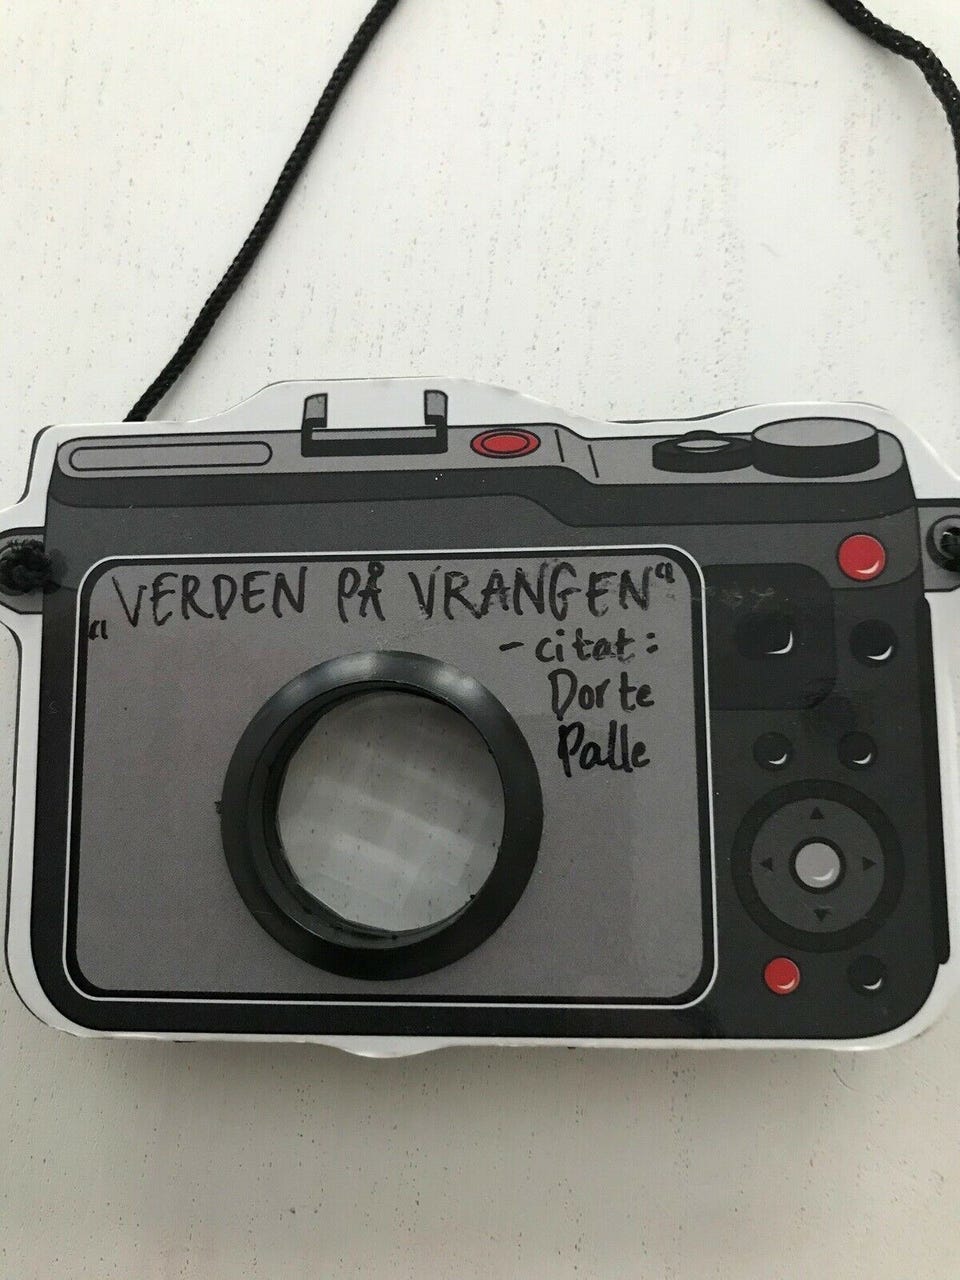 „VERDEN PÅ VRANGEN“
- citat:
Dorte
Palle